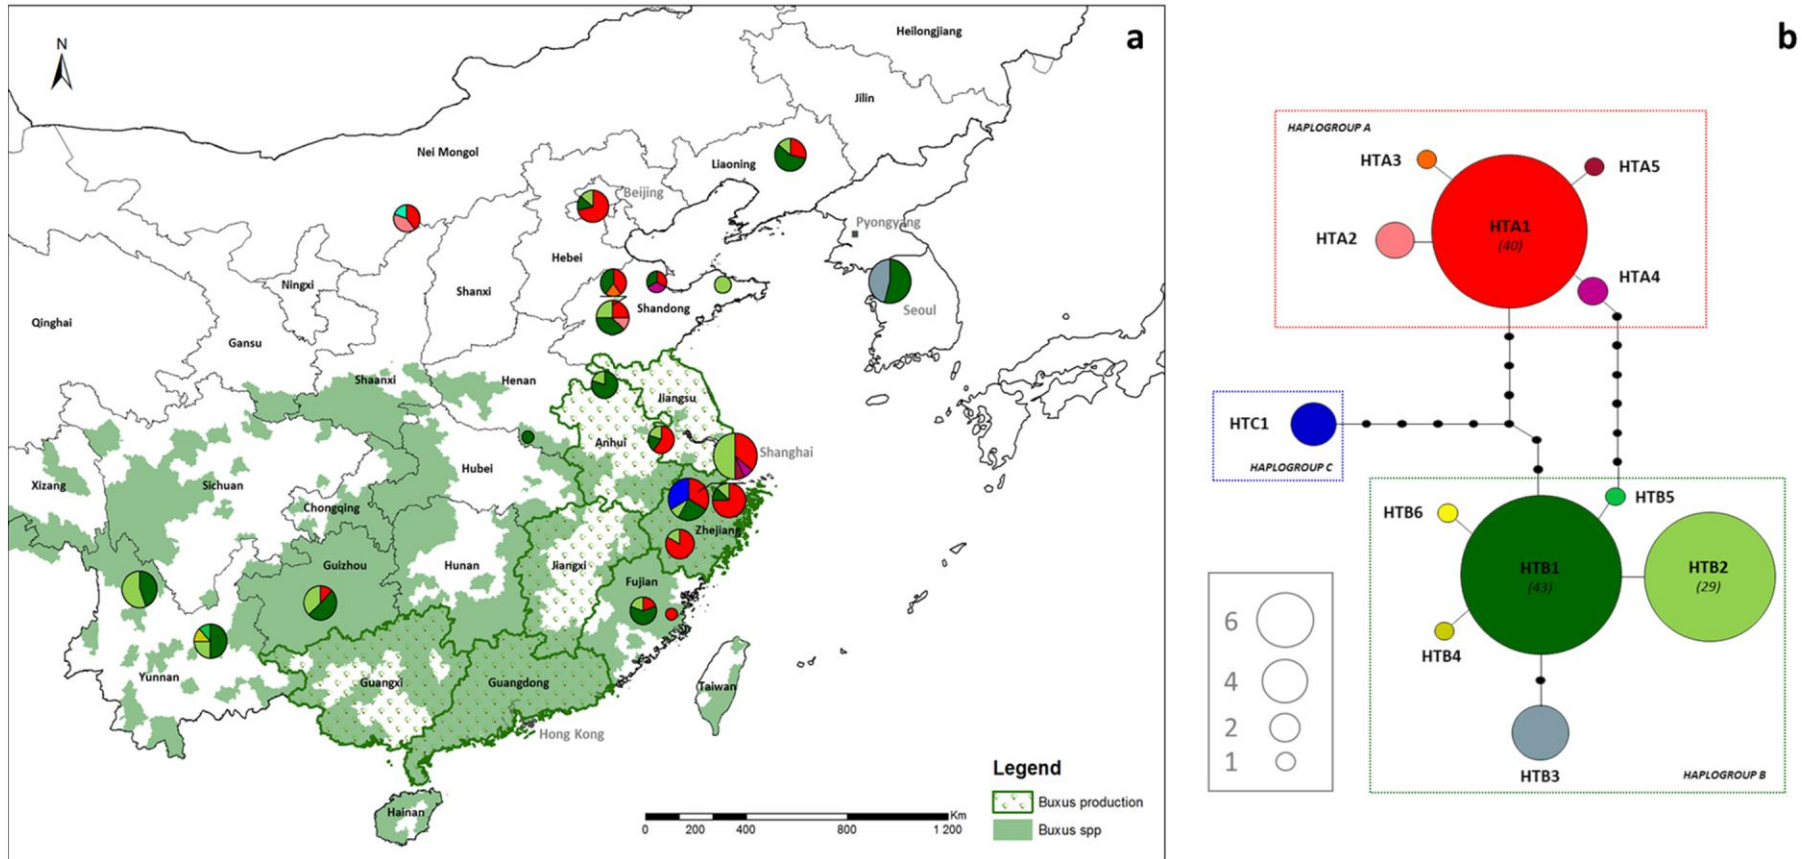 a
N
Heilongjiang
Jilin
Nei Mongol
Liaoning
Beijing
Pyongyang
Hebei
Ningxi
Shanxi
Shandong
Seoul
Qinghai
Gansu
Shaanxi
Henan
Jiangsu
Anhui
Shanghai
Hubei
Xizang
Sichuan
Chongqing
Zhejiang
Guizhou
Hunan
Jiangxi
Fujian
Yunnan
Guangxi
Guangdong
Taiwan
Hong Kong
Hainan
Legend
Buxus production
Buxus spp
Km
0 200 400 800 1 200
b
HAPLOGROUP A
HTA3
HTA5
HTA1
(40)
HTA2
HTA4
HTC1
HAPLOGROUP C
HTB5
HTB6
HTB1
(43)
HTB2
(29)
HTB4
HTB3
HAPLOGROUP B
6
4
2
1